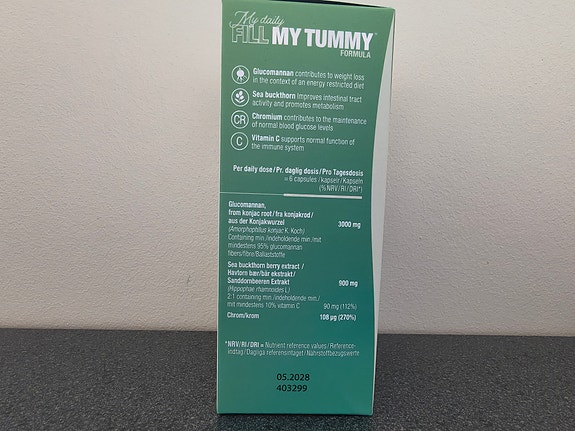 My daily
FILL MY TUMMY
FORMULA
Glucomannan contributes to weight loss
in the context of an energy restricted diet
Sea buckthorn improves intestinal tract
activity and promotes metabolism
CR
Chromium contributes to the maintenance
of normal blood glucose levels
C
Vitamin C supports normal function of
the immune system
Per daily dose / Pr. daglig dosis / Pro Tagesdosis
= 6 capsules / kapsler / Kapseln
(% NRV/RI/DRI*)
Glucomannan,
from konjac root / fra konjakrod /
aus der Konjakwurzel 3000 mg
(Amorphophllus konjac K. Koch)
Containing min./indeholdende min./mit
mindestens 95% glucomannan
fibers/fibre/Ballaststoffe
Sea buckthorn berry extract /
Havtorn bær/bär ekstrakt /
Sanddornbeeren Extrakt 900 mg
(Hippophae rhamnoides L)
2:1 containing min./indeholdende min./
mit mindestens 10% vitamin C 90 mg (112%)
Chrom/krom 108 µg (270%)
*NRV/RI/DRI = Nutrient reference values / Reference-
indtag / Dagliga referensintaget / Nährstoffbezugswerte
05.2028
403299